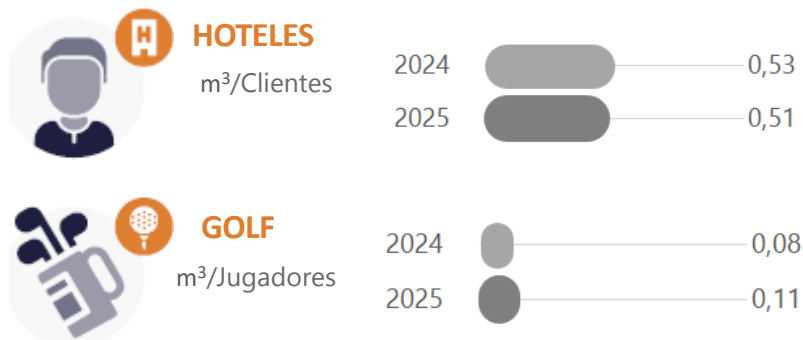 H
HOTELES
m³/Clientes
2024 0,53
2025 0,51
GOLF
m³/Jugadores
2024 0,08
2025 0,11